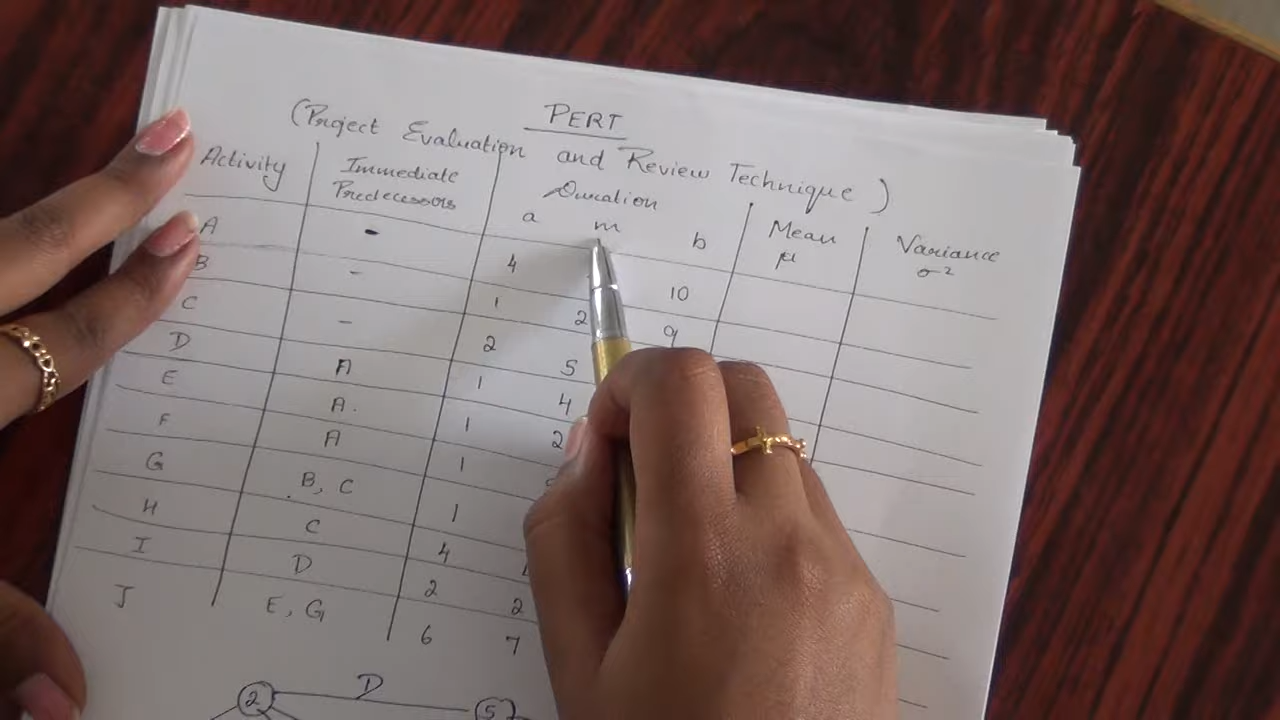 PERT
(Project Evaluation and Review Technique)
Activity Immediate Predecessors Duration Mean μ Variance σ²
a m b
A - 4 10
B - 1 2 9
C - 2 5
D A 1 4
E A. 1 2
F A 1
G B, C 1
H C 4
I D 2 2
J E, G 6 7
2 D 5